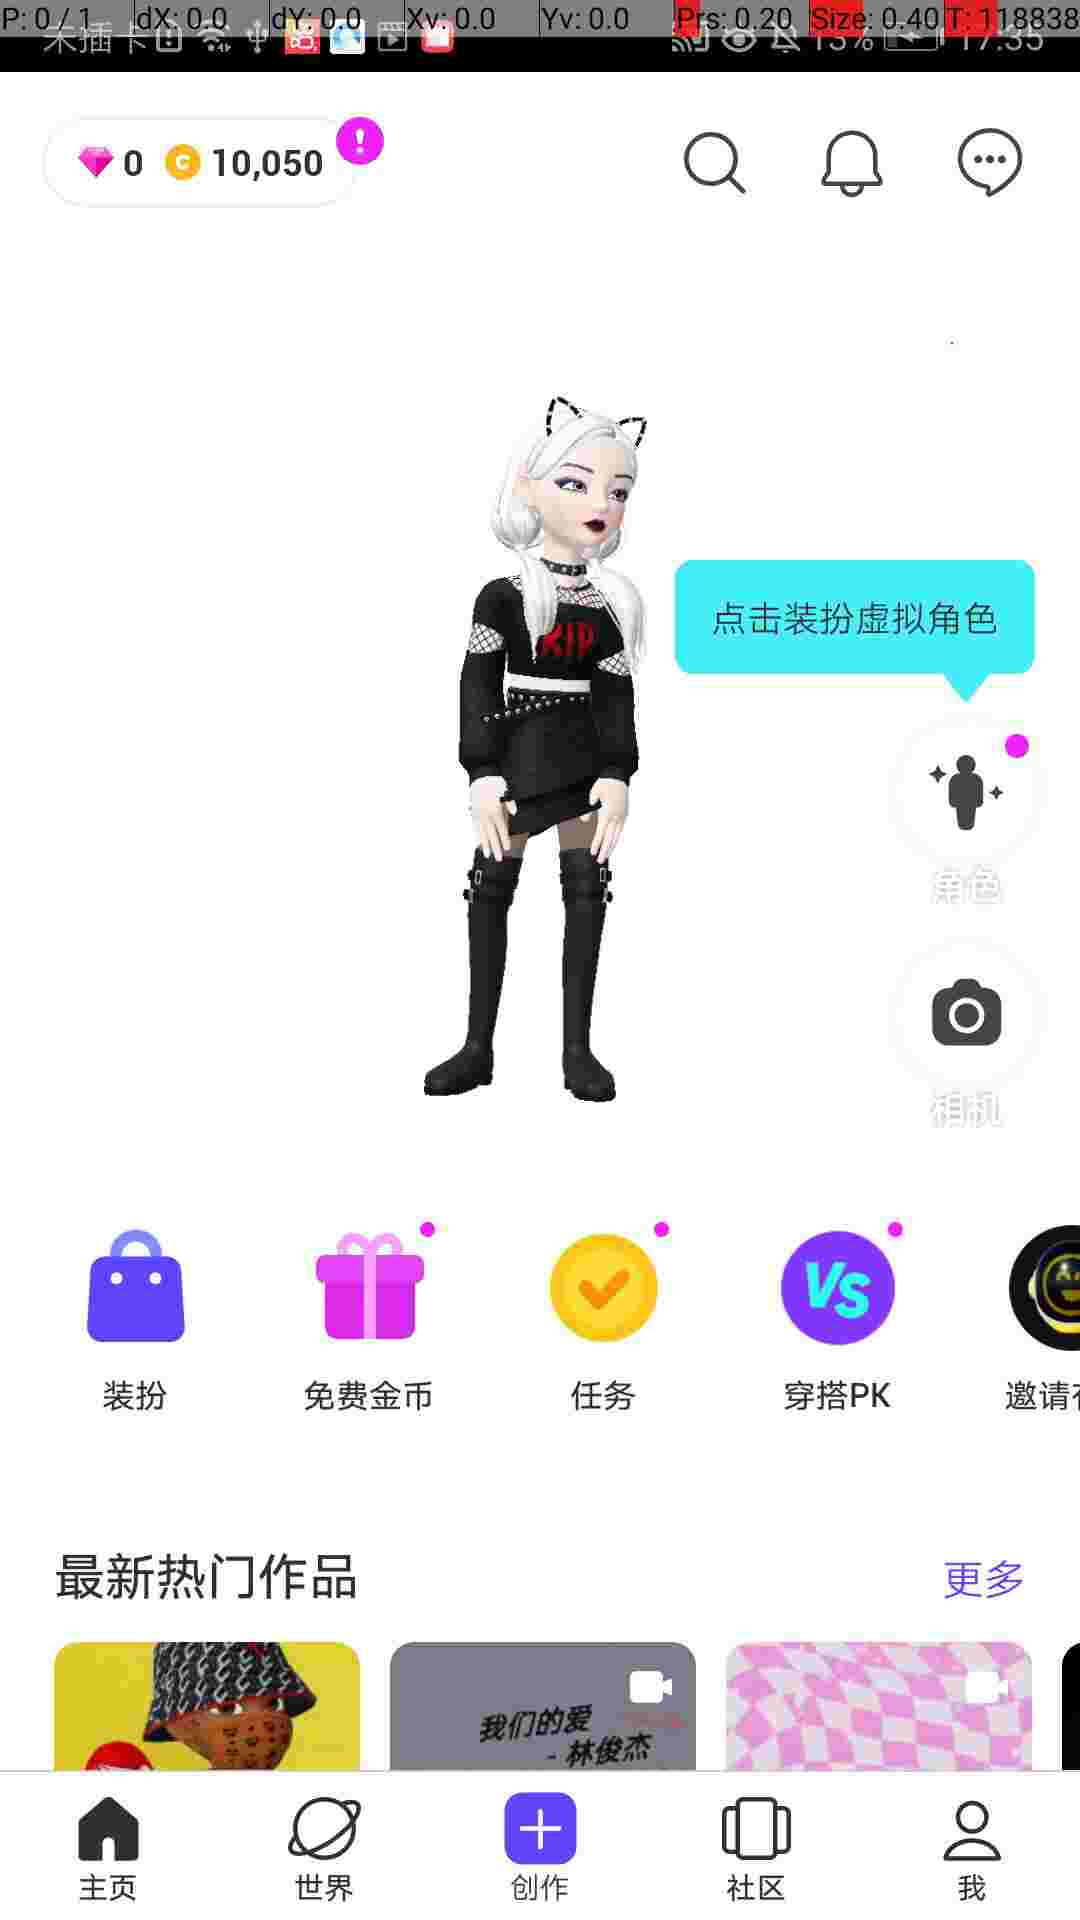 P: 0 / 1 dX: 0.0 dY: 0.0 Xv: 0.0 Yv: 0.0 Prs: 0.20 Size: 0.40 T: 118838
未插卡 13% 17:35
0 10,050
RIP
点击装扮虚拟角色
角色
相机
VS
装扮 免费金币 任务 穿搭PK 邀请
最新热门作品 更多
我们的爱
- 林俊杰
主页 世界 创作 社区 我